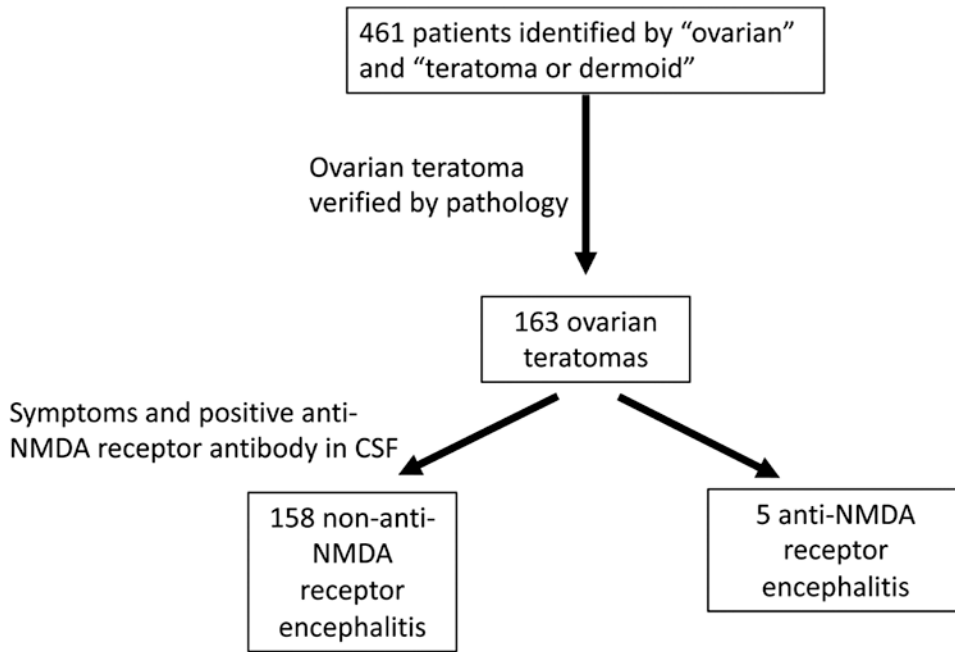 461 patients identified by “ovarian”
and “teratoma or dermoid”
Ovarian teratoma
verified by pathology
163 ovarian
teratomas
Symptoms and positive anti-
NMDA receptor antibody in CSF
158 non-anti-
NMDA
receptor
encephalitis
5 anti-NMDA
receptor
encephalitis